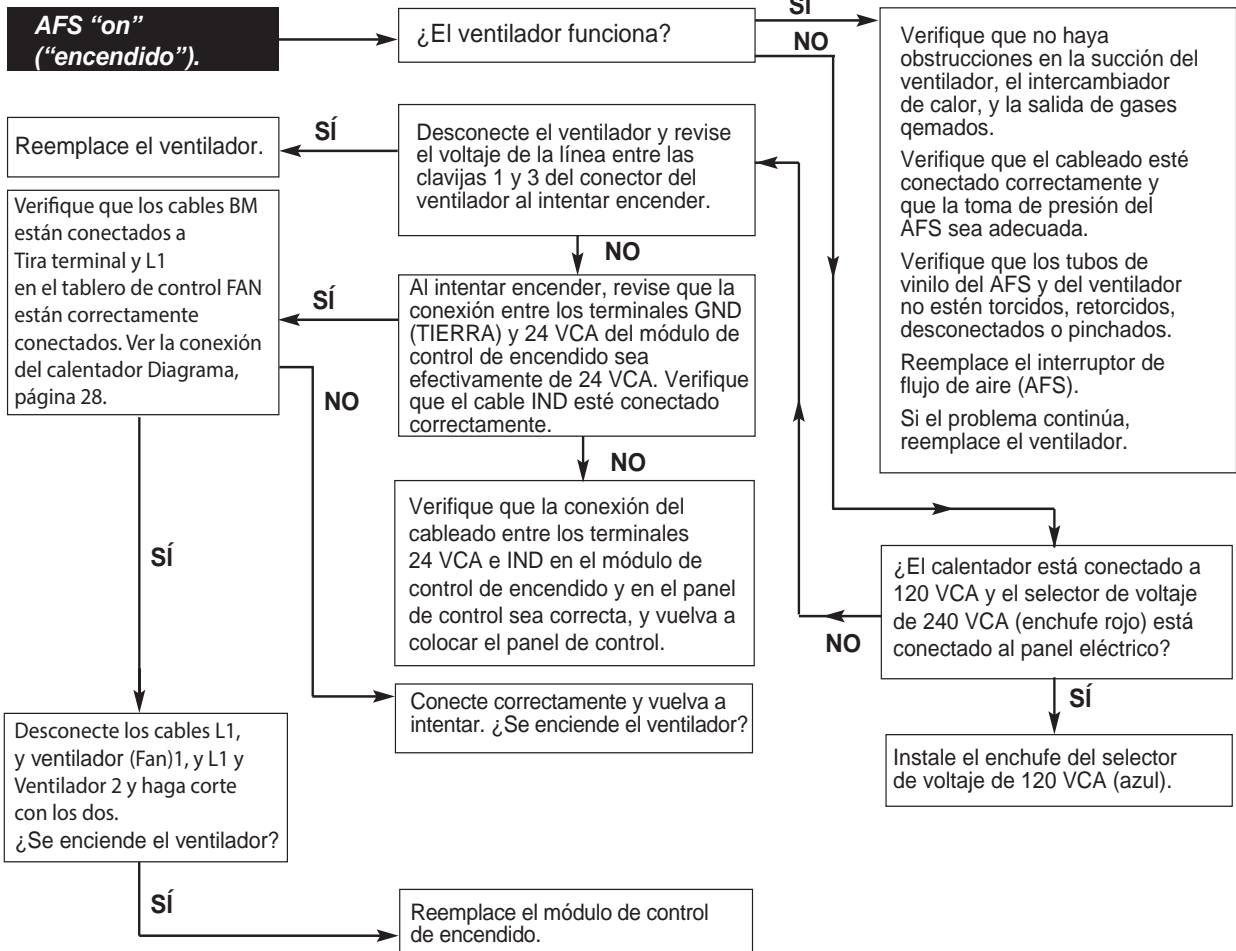 AFS “on”
(“encendido”).
¿El ventilador funciona?
SÍ
NO
Verifique que no haya
obstrucciones en la succión del
ventilador, el intercambiador
de calor, y la salida de gases
qemados.
Verifique que el cableado esté
conectado correctamente y
que la toma de presión del
AFS sea adecuada.
Verifique que los tubos de
vinilo del AFS y del ventilador
no estén torcidos, retorcidos,
desconectados o pinchados.
Reemplace el interruptor de
flujo de aire (AFS).
Si el problema continúa,
reemplace el ventilador.
Reemplace el ventilador.
SÍ
Desconecte el ventilador y revise
el voltaje de la línea entre las
clavijas 1 y 3 del conector del
ventilador al intentar encender.
NO
Verifique que los cables BM
están conectados a
Tira terminal y L1
en el tablero de control FAN
están correctamente
conectados. Ver la conexión
del calentador Diagrama,
página 28.
SÍ
Al intentar encender, revise que la
conexión entre los terminales GND
(TIERRA) y 24 VCA del módulo de
control de encendido sea
efectivamente de 24 VCA. Verifique
que el cable IND esté conectado
correctamente.
NO
NO
Verifique que la conexión del
cableado entre los terminales
24 VCA e IND en el módulo de
control de encendido y en el panel
de control sea correcta, y vuelva a
colocar el panel de control.
SÍ
¿El calentador está conectado a
120 VCA y el selector de voltaje
de 240 VCA (enchufe rojo) está
conectado al panel eléctrico?
NO
SÍ
Conecte correctamente y vuelva a
intentar. ¿Se enciende el ventilador?
Instale el enchufe del selector
de voltaje de 120 VCA (azul).
Desconecte los cables L1,
y ventilador (Fan)1, y L1 y
Ventilador 2 y haga corte
con los dos.
¿Se enciende el ventilador?
SÍ
Reemplace el módulo de control
de encendido.